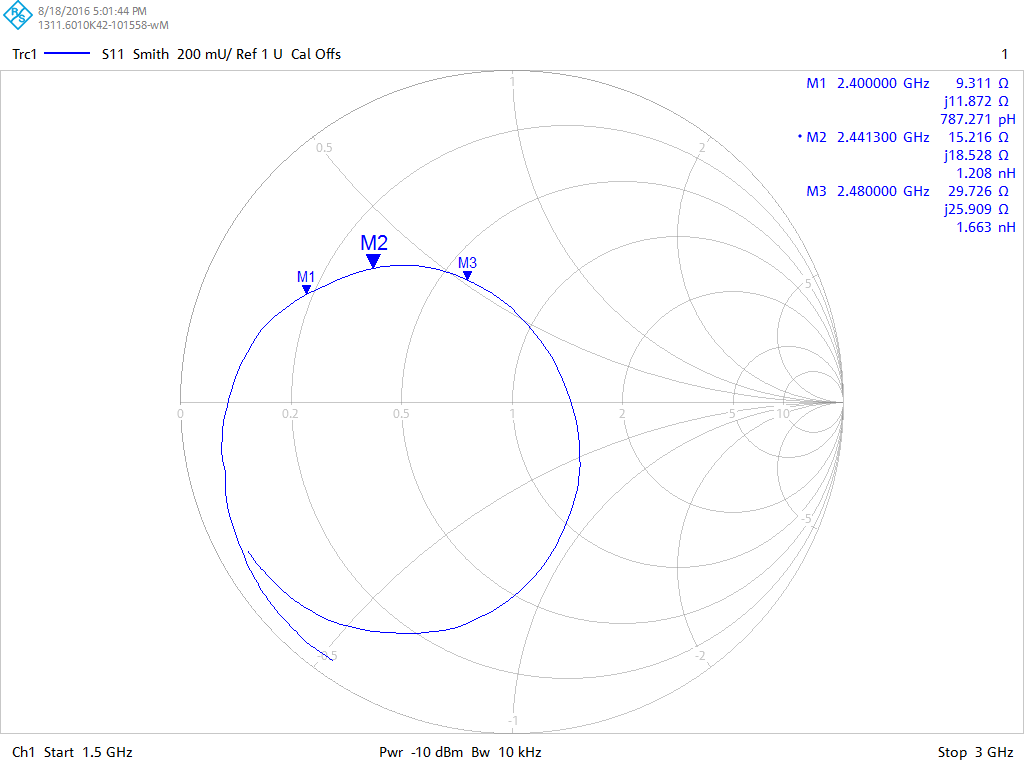 R S
8/18/2016 5:01:44 PM
1311.6010K42-101558-wM
Trc1 S11 Smith 200 mU/ Ref 1 U Cal Offs 1
M1 2.400000 GHz 9.311 Ω
j11.872 Ω
787.271 pH
• M2 2.441300 GHz 15.216 Ω
j18.528 Ω
1.208 nH
M3 2.480000 GHz 29.726 Ω
j25.909 Ω
1.663 nH
1
0.5 2
M2
M1 M3
5
0 0.2 0.5 1 2 5 10
-5
-0.5 -2
-1
Ch1 Start 1.5 GHz Pwr -10 dBm Bw 10 kHz Stop 3 GHz